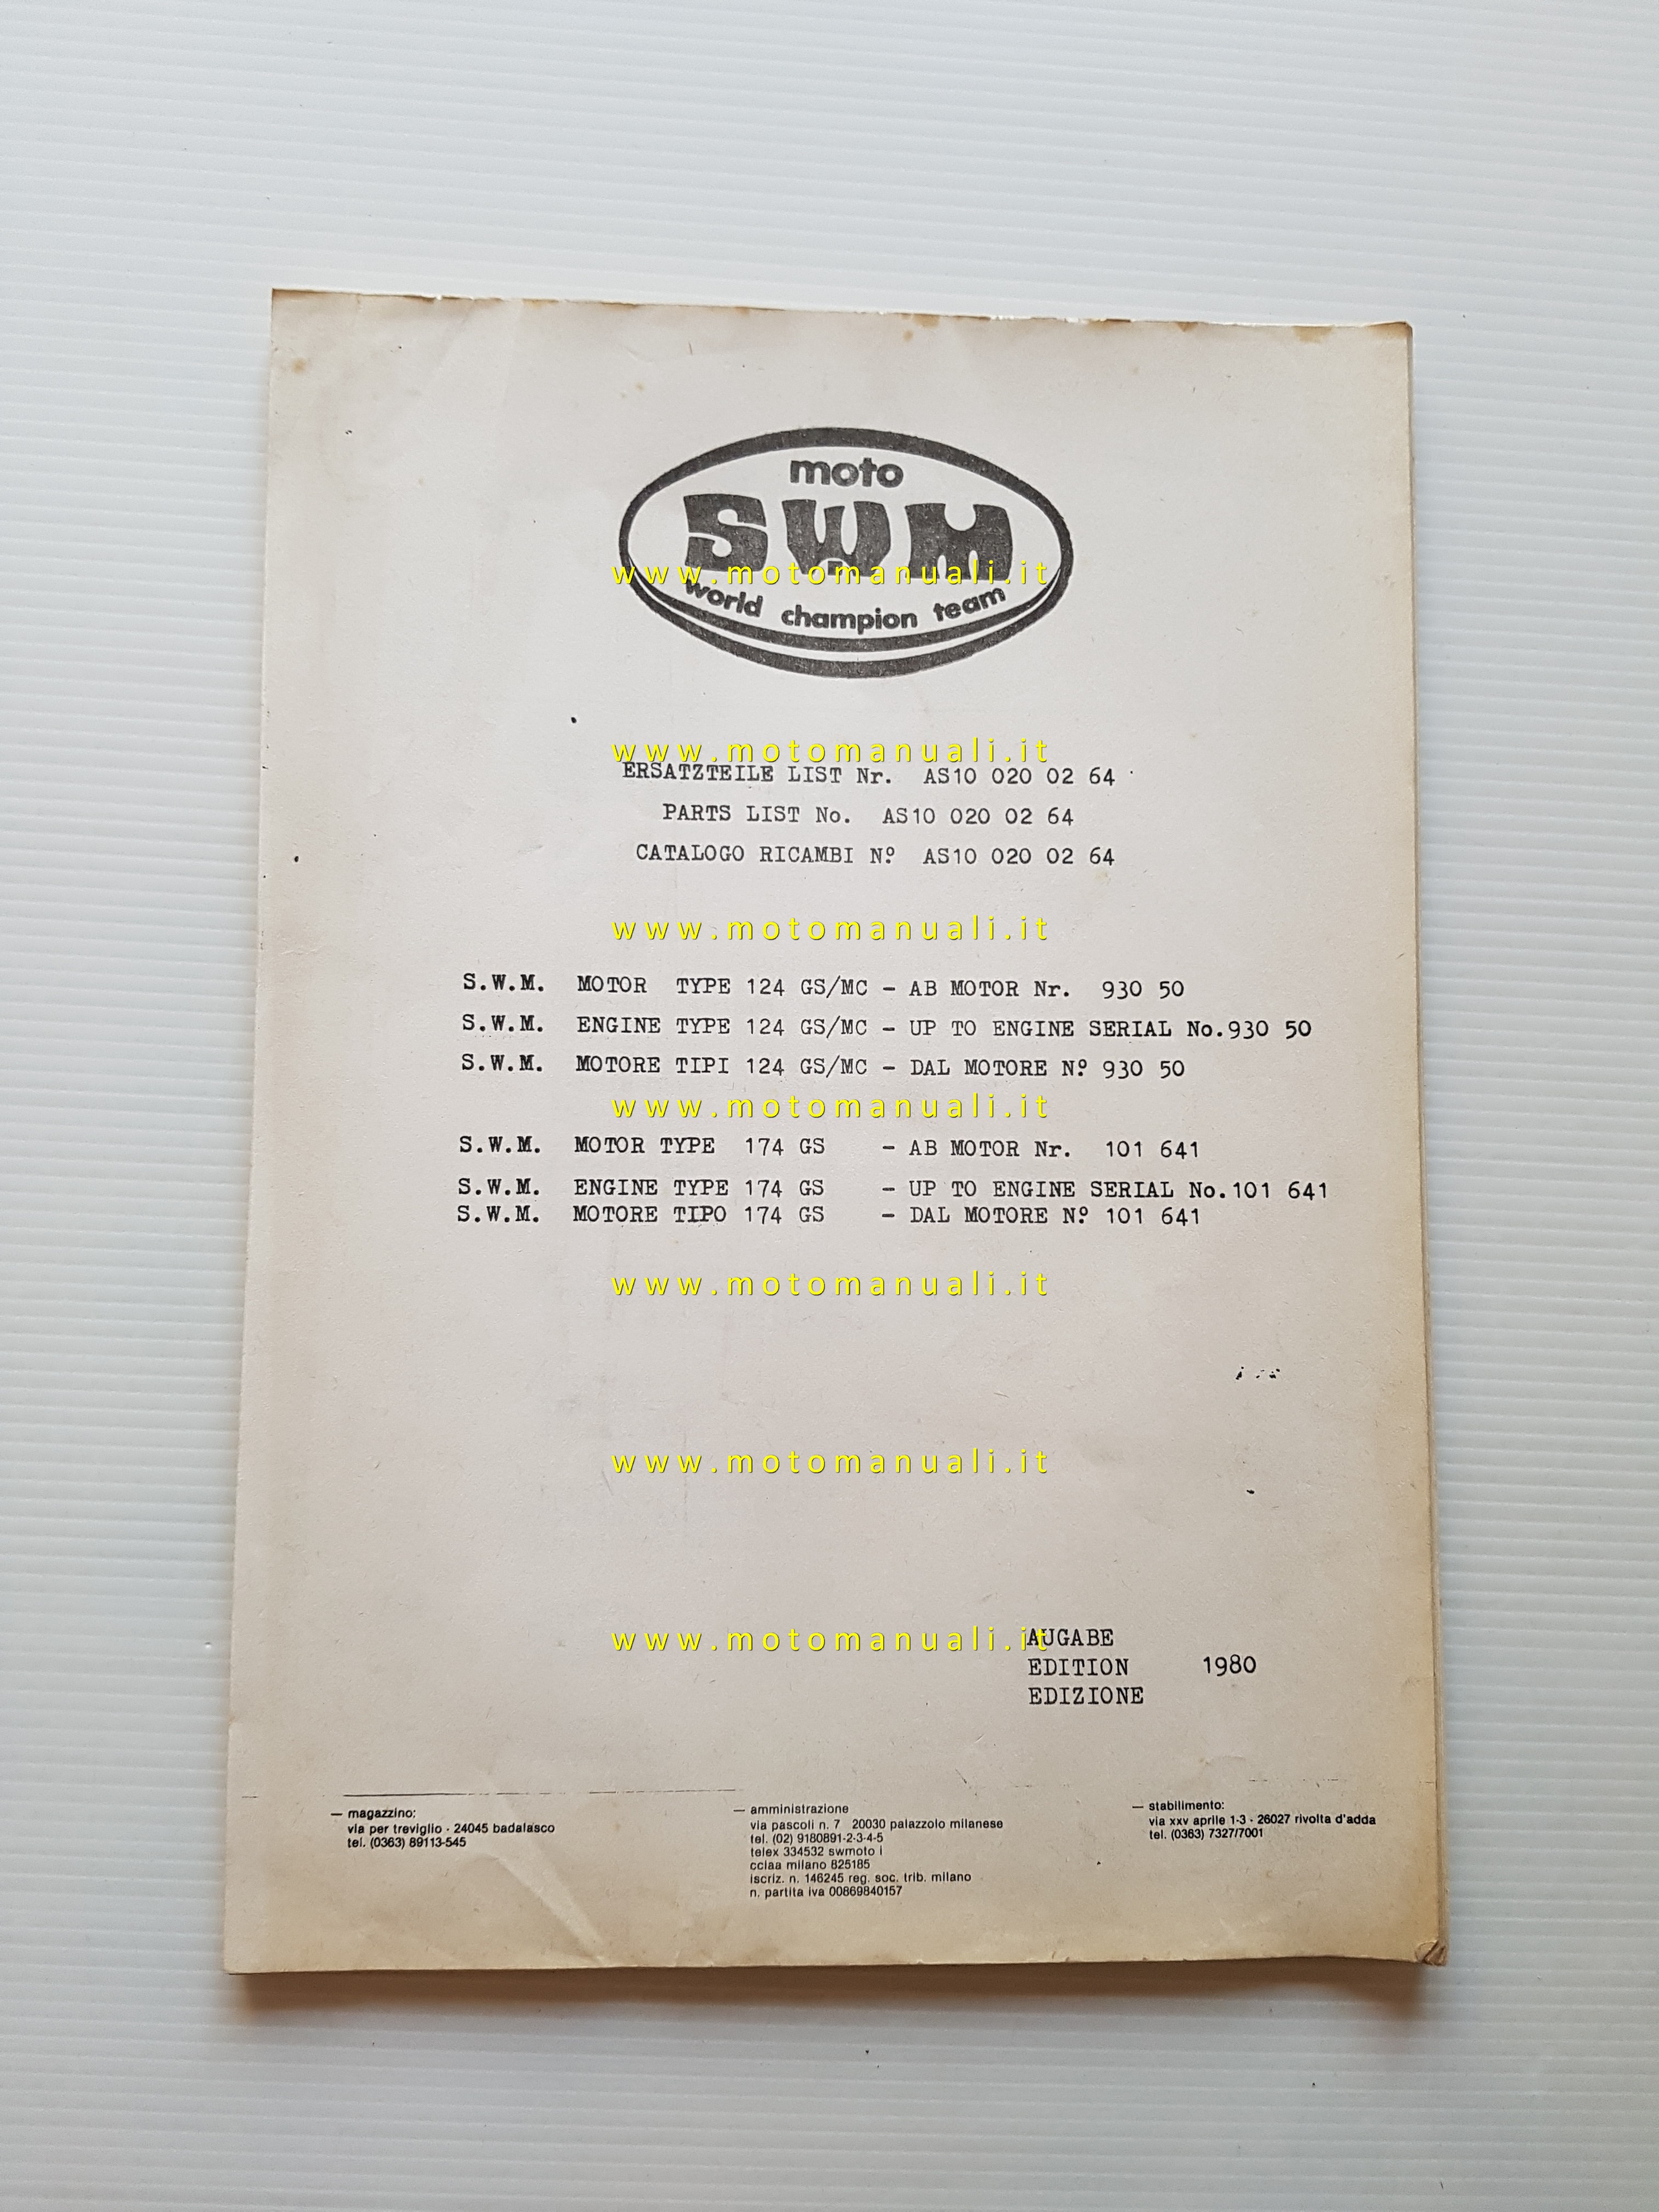 moto
SWM
www.motomanuali.it
world champion team
www.motomanuali.it
ERSATZTEILE LIST Nr. AS10 020 02 64
PARTS LIST No. AS10 020 02 64
CATALOGO RICAMBI Nº AS10 020 02 64
www.motomanuali.it
S.W.M. MOTOR TYPE 124 GS/MC - AB MOTOR Nr. 930 50
S.W.M. ENGINE TYPE 124 GS/MC - UP TO ENGINE SERIAL No.930 50
S.W.M. MOTORE TIPI 124 GS/MC - DAL MOTORE Nº 930 50
www.motomanuali.it
S.W.M. MOTOR TYPE 174 GS - AB MOTOR Nr. 101 641
S.W.M. ENGINE TYPE 174 GS - UP TO ENGINE SERIAL No.101 641
S.W.M. MOTORE TIPO 174 GS - DAL MOTORE Nº 101 641
www.motomanuali.it
www.motomanuali.it
www.motomanuali.it
AUGABE
EDITION 1980
EDIZIONE
— magazzino:
via per treviglio - 24045 badalasco
tel. (0363) 89113-545
— amministrazione
via pascoli n. 7 20030 palazzolo milanese
tel. (02) 9180891-2-3-4-5
telex 334532 swmoto i
cciaa milano 825185
iscriz. n. 146245 reg. soc. trib. milano
n. partita iva 00869840157
— stabilimento:
via xxv aprile 1-3 - 26027 rivolta d'adda
tel. (0363) 7327/7001